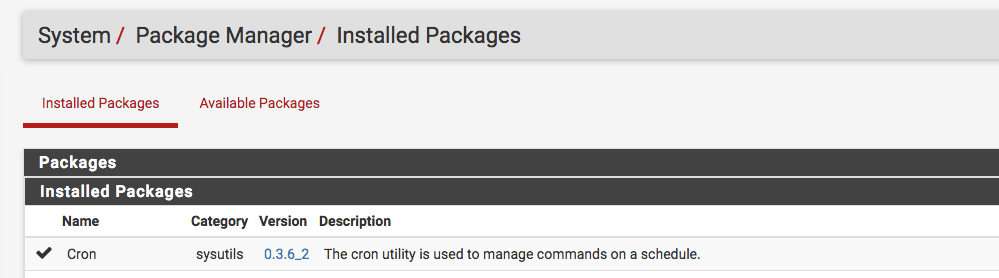 System / Package Manager / Installed Packages
Installed Packages Available Packages
Packages
Installed Packages
Name Category Version Description
Cron sysutils 0.3.6_2 The cron utility is used to manage commands on a schedule.